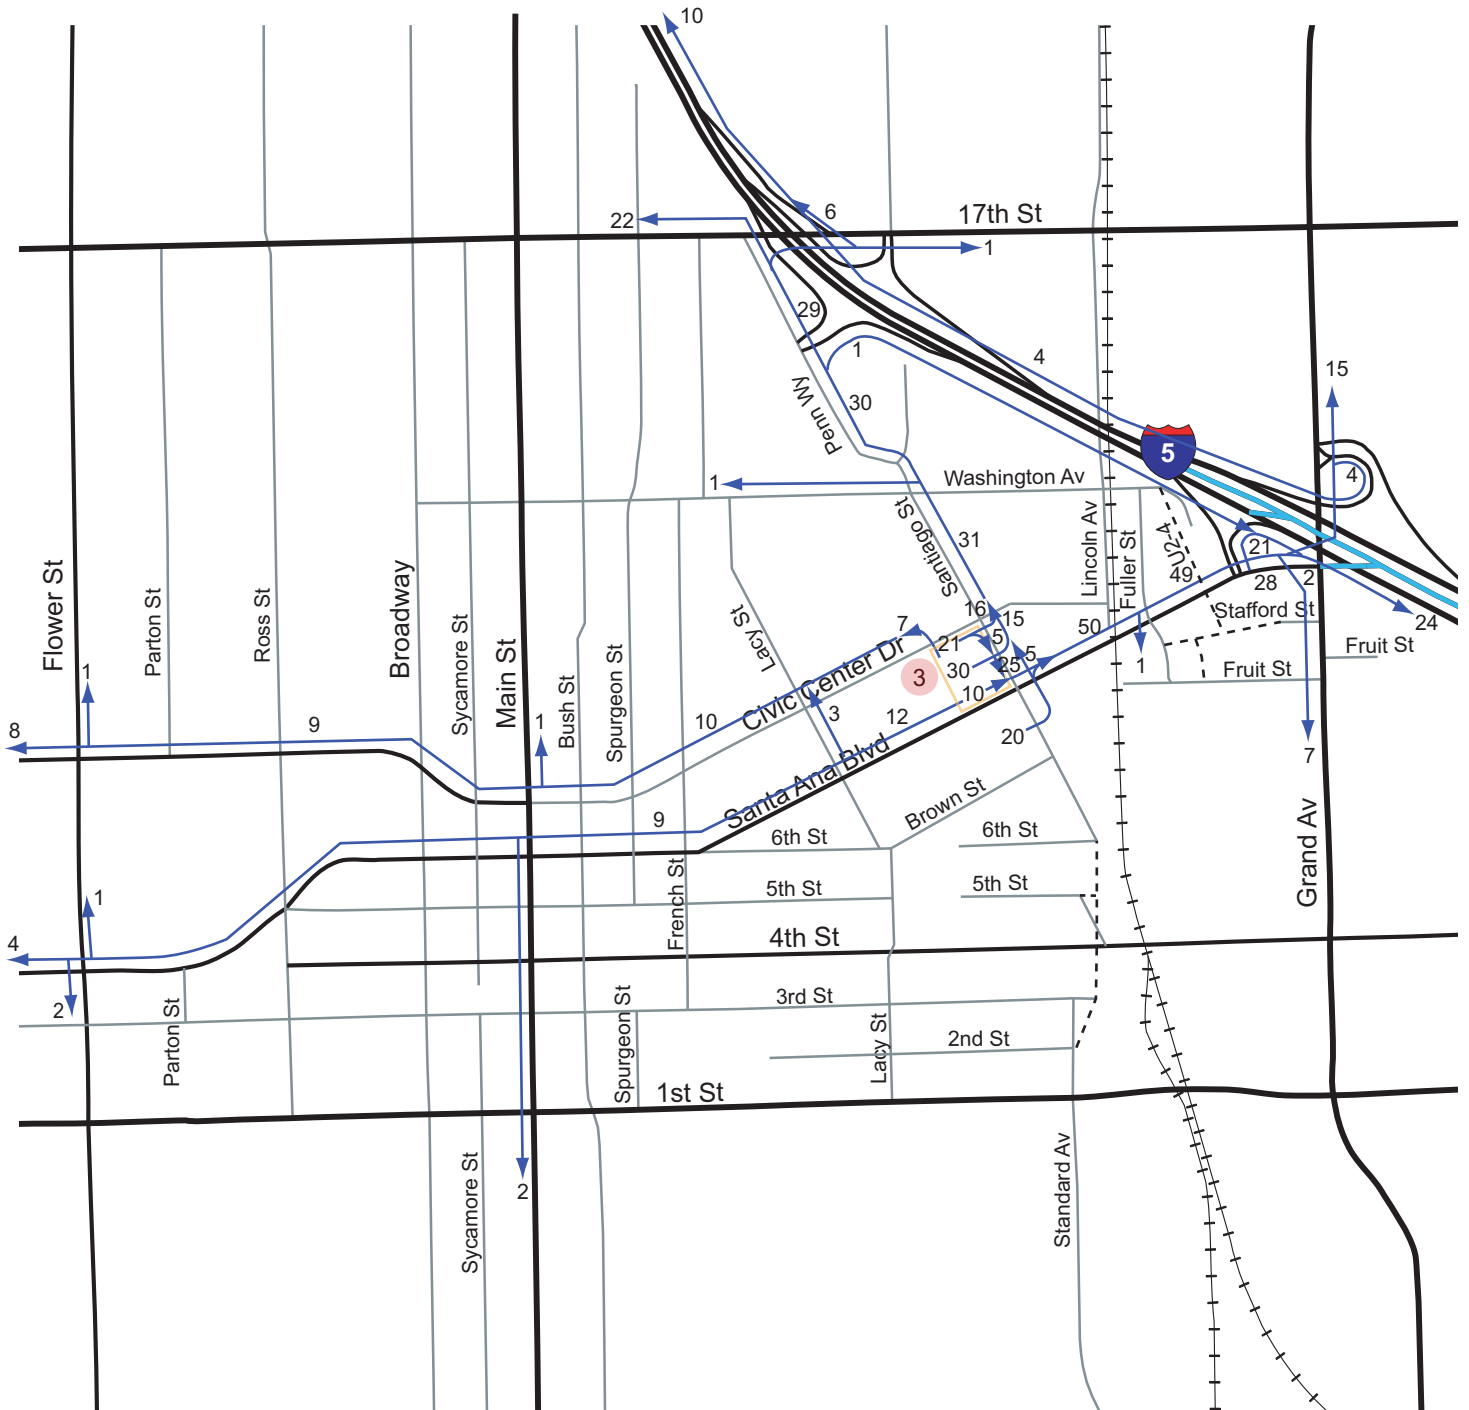 10
22
6
17th St
1
29
1
4
15
30
Penn Wy
5
4
1
Washington Av
Santiago St
31
Lincoln Av
Fuller St
U2-4
49
21
28
2
Stafford St
24
Flower St
Parton St
Ross St
Broadway
Sycamore St
Main St
Bush St
Spurgeon St
Lacy St
7
16
15
21
5
5
50
30
25
3
10
1
Fruit St
Fruit St
1
8
9
1
10
Civic Center Dr
3
12
20
7
Santa Ana Blvd
9
6th St
Brown St
6th St
Grand Av
French St
5th St
5th St
1
4
4th St
2
Parton St
Spurgeon St
3rd St
Lacy St
2nd St
1st St
Sycamore St
2
Standard Av